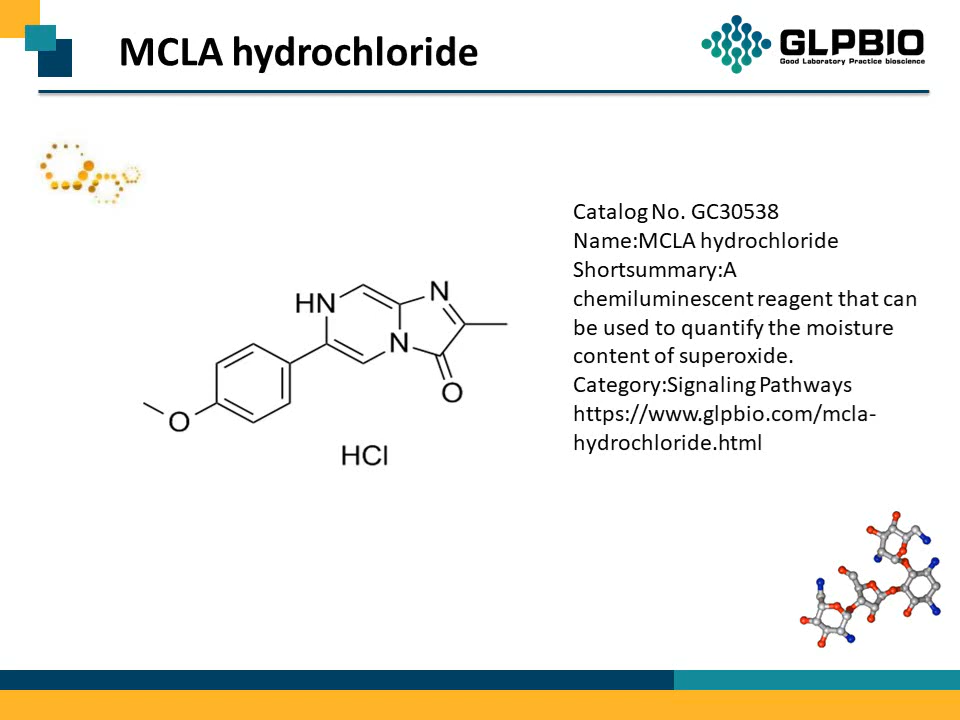 MCLA hydrochloride
GLPBIO
Good Laboratory Practice bioscience
Catalog No. GC30538
Name:MCLA hydrochloride
Shortsummary:A
chemiluminescent reagent that can
be used to quantify the moisture
content of superoxide.
Category:Signaling Pathways
https://www.glpbio.com/mcla-
hydrochloride.html
HN
N
N
O
O
HCl